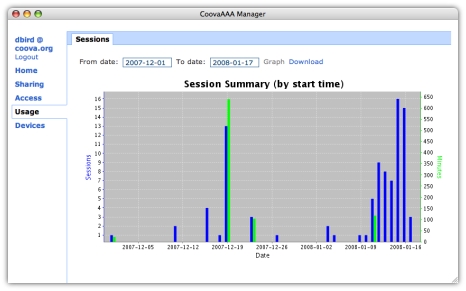 CoovaAAA Manager
dbird @
coova.org
Logout
Home
Sharing
Access
Usage
Devices
Sessions
From date: 2007-12-01 To date: 2008-01-17 Graph Download
Session Summary (by start time)
Sessions
16
15
14
13
12
11
10
9
8
7
6
5
4
3
2
1
650
600
550
500
450
400
350
300
250
200
150
100
50
0
Minutes
2007-12-05 2007-12-12 2007-12-19 2007-12-26 2008-01-02 2008-01-09 2008-01-16
Date